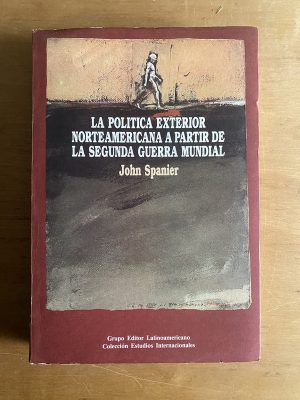 LA POLITICA EXTERIOR
NORTEAMERICANA A PARTIR DE
LA SEGUNDA GUERRA MUNDIAL
John Spanier
Grupo Editor Latinoamericano
Colección Estudios Internacionales